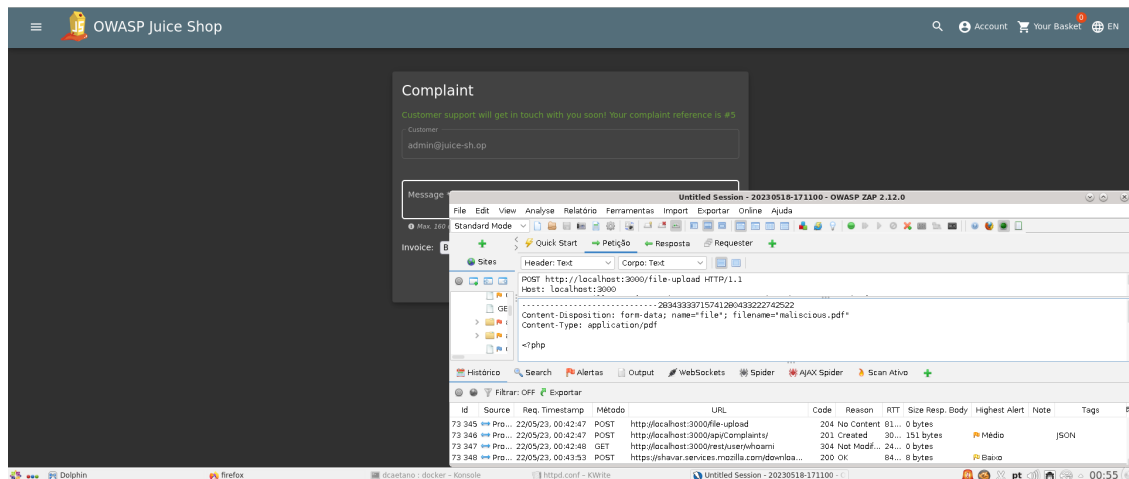 OWASP Juice Shop
Account
Your Basket
0
EN
Complaint
Customer support will get in touch with you soon! Your complaint reference is #5
Customer
admin@juice-sh.op
Message
Max. 160
Invoice:
Untitled Session - 20230518-171100 - OWASP ZAP 2.12.0
File Edit View Analyse Relatório Ferramentas Import Exportar Online Ajuda
Standard Mode
Quick Start Petição Resposta Requester
Sites
Header: Text Corpo: Text
POST http://localhost:3000/file-upload HTTP/1.1
Host: localhost:3000
GE
-----------------------------283433337157412804332227425​22
Content-Disposition: form-data; name="file"; filename="maliscious.pdf"
Content-Type: application/pdf
<?php
Histórico Search Alertas Output WebSockets Spider AJAX Spider Scan Ativo
Filtrar: OFF Exportar
Id Source Req. Timestamp Método URL Code Reason RTT Size Resp. Body Highest Alert Note Tags
73 345 Pro... 22/05/23, 00:42:47 POST http://localhost:3000/file-upload 204 No Content 81... 0 bytes
73 346 Pro... 22/05/23, 00:42:47 POST http://localhost:3000/api/Complaints/ 201 Created 30... 151 bytes Médio JSON
73 347 Pro... 22/05/23, 00:42:48 GET http://localhost:3000/rest/user/whoami 304 Not Modif... 24... 0 bytes
73 348 Pro... 22/05/23, 00:43:53 POST https://shavar.services.mozilla.com/downloa... 200 OK 84... 8 bytes Baixo
Dolphin
firefox
dcaetano : docker – Konsole
httpd.conf – KWrite
Untitled Session - 20230518-171100 -
pt
00:55